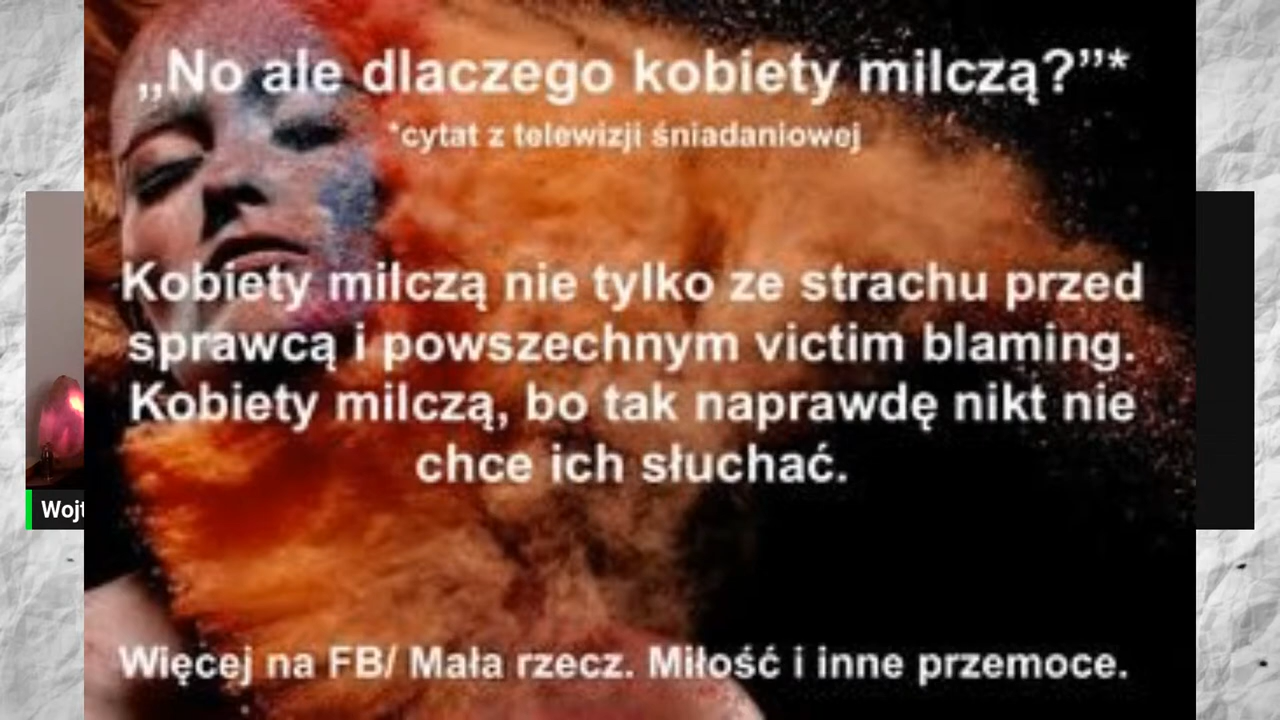 „No ale dlaczego kobiety milczą?”*
*cytat z telewizji śniadaniowej
Kobiety milczą nie tylko ze strachu przed
sprawcą i powszechnym victim blaming.
Kobiety milczą, bo tak naprawdę nikt nie
chce ich słuchać.
Wojt
Więcej na FB/ Mała rzecz. Miłość i inne przemoce.